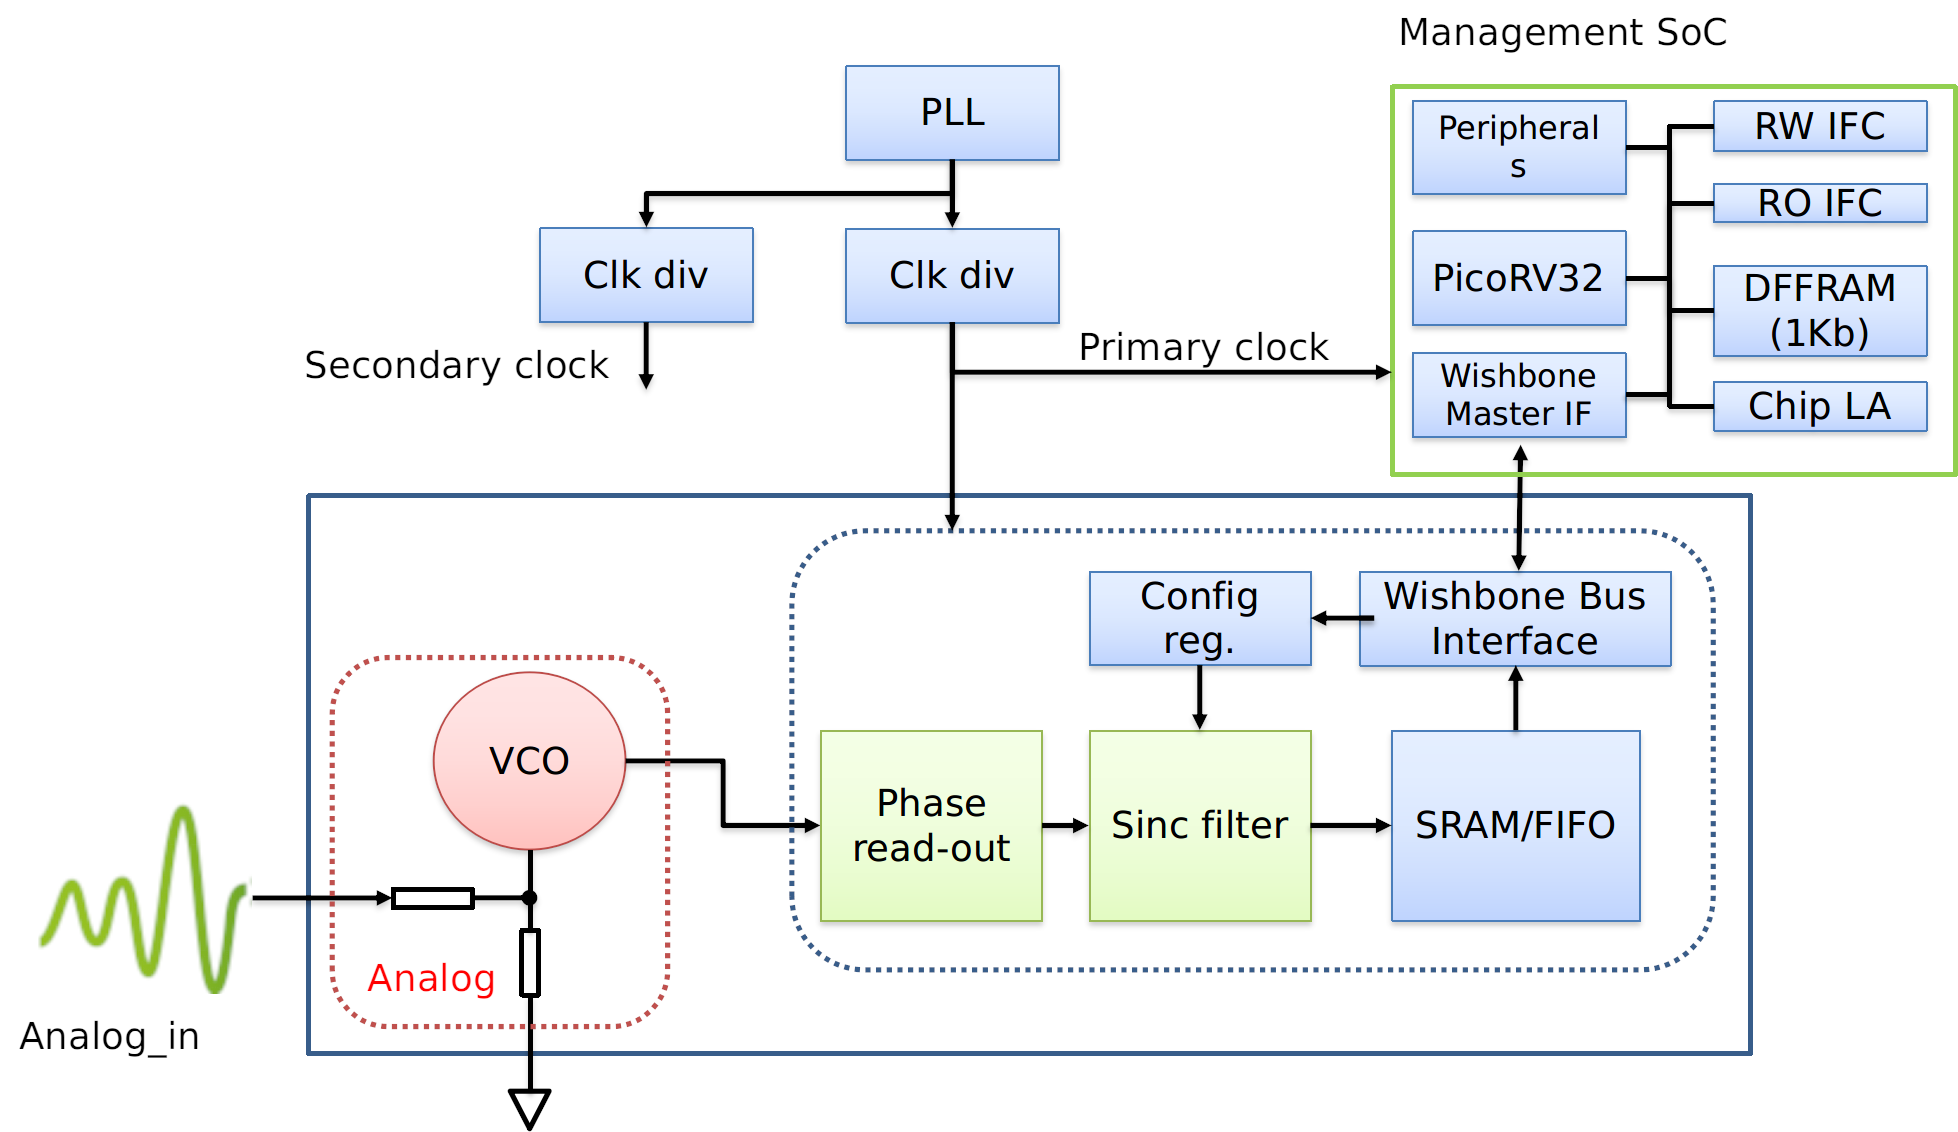 Management SoC
PLL
Peripheral
s
RW IFC
RO IFC
Clk div
Clk div
PicoRV32
DFFRAM
(1Kb)
Secondary clock
Primary clock
Wishbone
Master IF
Chip LA
Config
reg.
Wishbone Bus
Interface
VCO
Phase
read-out
Sinc filter
SRAM/FIFO
Analog
Analog_in